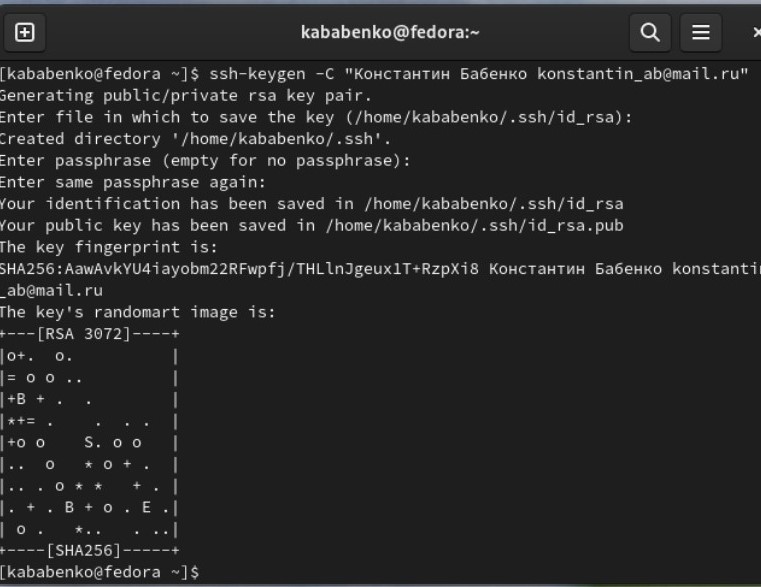 kababenko@fedora:~
[kababenko@fedora ~]$ ssh-keygen -C "Константин Бабенко konstantin_ab@mail.ru"
Generating public/private rsa key pair.
Enter file in which to save the key (/home/kababenko/.ssh/id_rsa):
Created directory '/home/kababenko/.ssh'.
Enter passphrase (empty for no passphrase):
Enter same passphrase again:
Your identification has been saved in /home/kababenko/.ssh/id_rsa
Your public key has been saved in /home/kababenko/.ssh/id_rsa.pub
The key fingerprint is:
SHA256:AawAvkYU4iayobm22RFwpfj/THLlnJgeux1T+RzpXi8 Константин Бабенко konstantin
_ab@mail.ru
The key's randomart image is:
+---[RSA 3072]----+
|o+.  o.          |
|= o o ..         |
|+B + .  .        |
|*+= .    .  . .  |
|+o o    S. o o   |
|..  o   * o + .  |
|.. . o * *   + . |
|. + . B + o . E .|
| o .   *..   . ..|
+----[SHA256]-----+
[kababenko@fedora ~]$